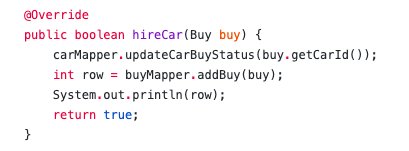 @Override
public boolean hireCar(Buy buy) {
    carMapper.updateCarBuyStatus(buy.getCarId());
    int row = buyMapper.addBuy(buy);
    System.out.println(row);
    return true;
}